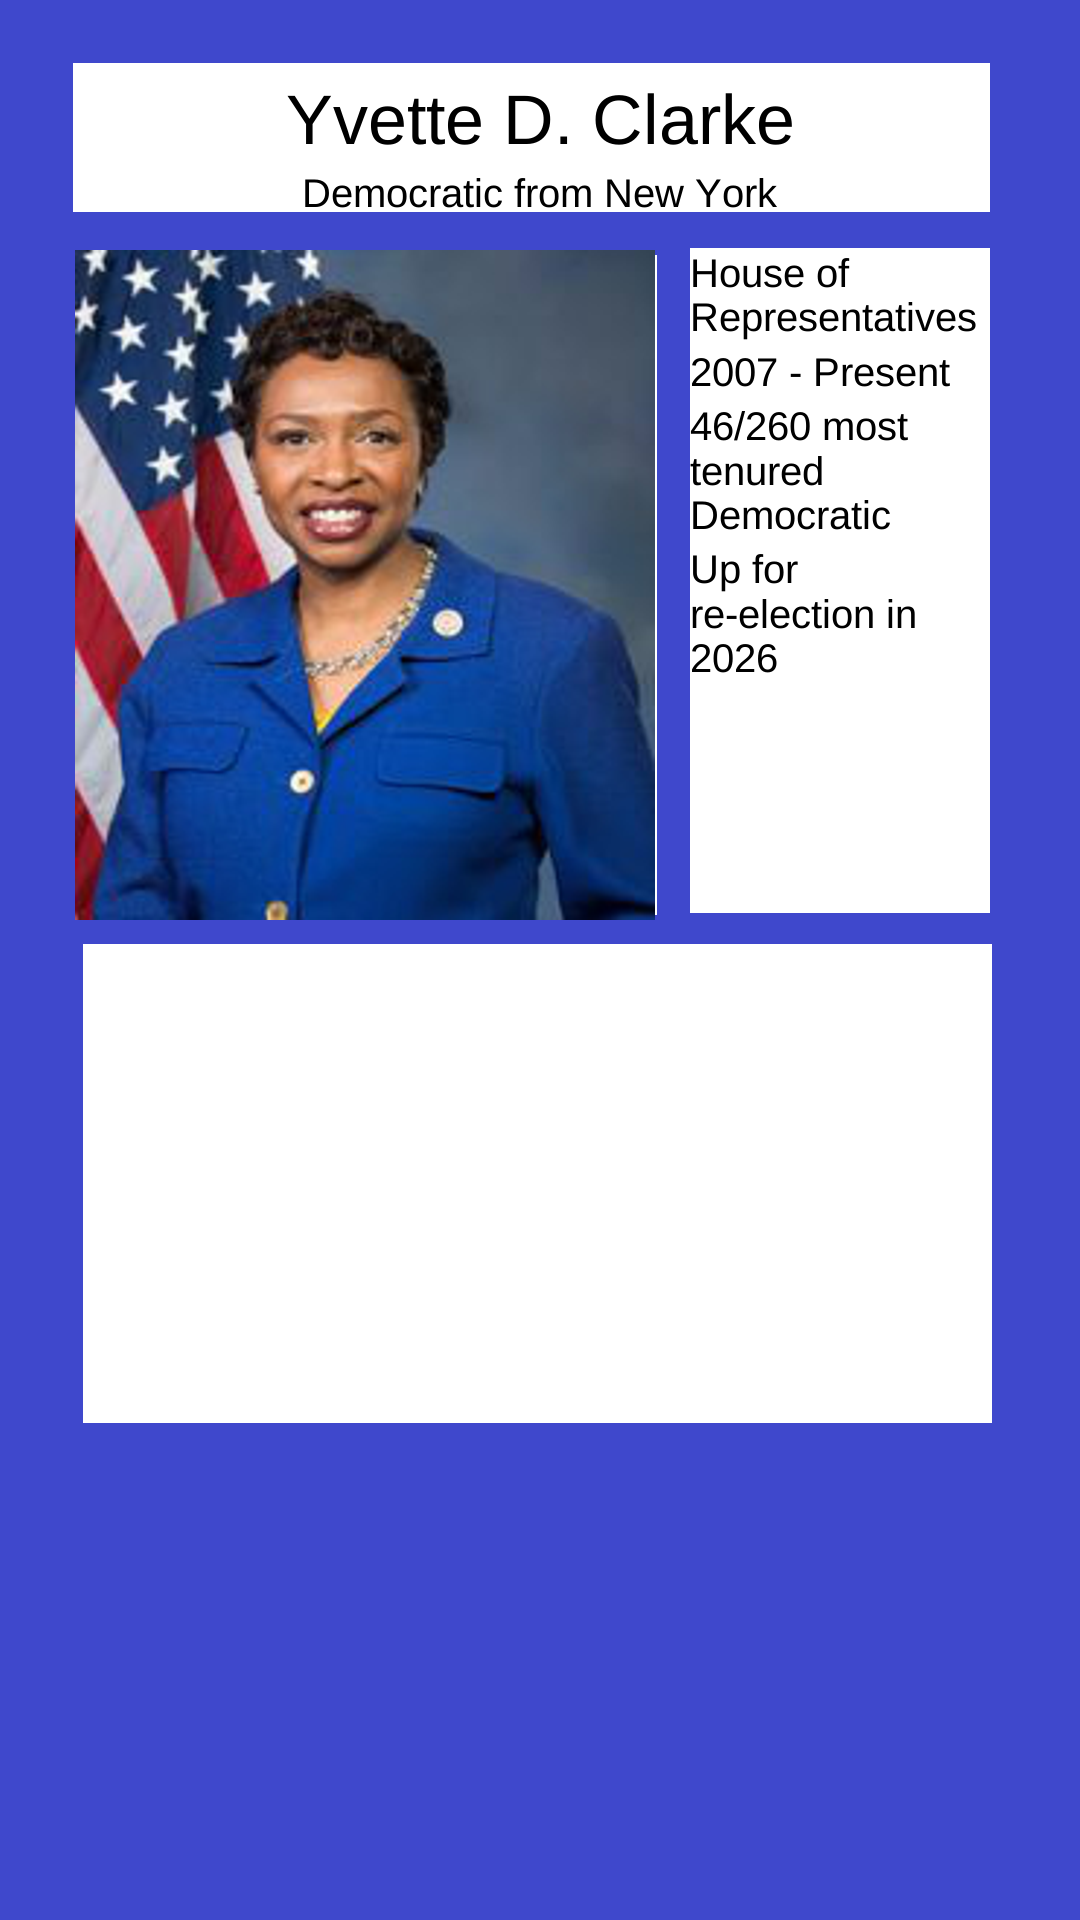 Yvette D. Clarke
Democratic from New York
House of
Representatives
2007 - Present
46/260 most
tenured
Democratic
Up for
re-election in
2026